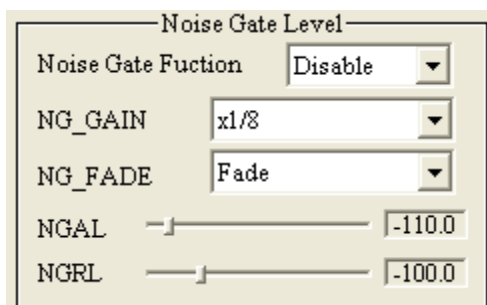 Noise Gate Level
Noise Gate Fuction Disable
NG_GAIN x1/8
NG_FADE Fade
NGAL -110.0
NGRL -100.0